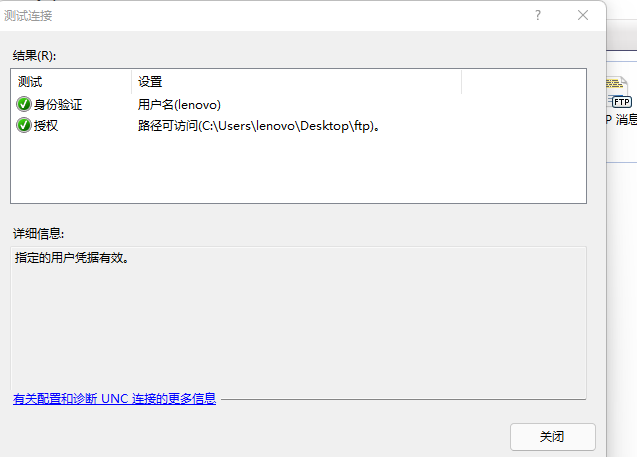 测试连接
?
结果(R):
测试 设置
身份验证 用户名(lenovo)
授权 路径可访问(C:\Users\lenovo\Desktop\ftp)。
FTP
P 消息
详细信息:
指定的用户凭据有效。
有关配置和诊断 UNC 连接的更多信息
关闭